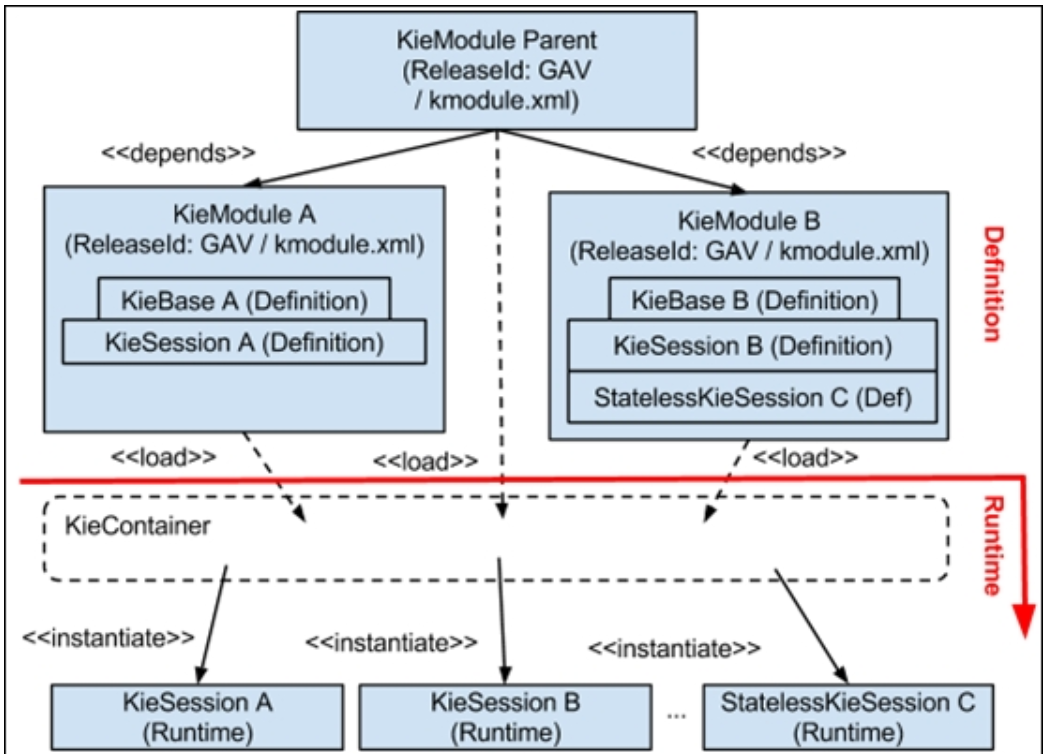 KieModule Parent
(ReleaseId: GAV
/ kmodule.xml)
<<depends>>
<<depends>>
KieModule A
(ReleaseId: GAV / kmodule.xml)
KieBase A (Definition)
KieSession A (Definition)
KieModule B
(ReleaseId: GAV / kmodule.xml)
KieBase B (Definition)
KieSession B (Definition)
StatelessKieSession C (Def)
Definition
<<load>>
<<load>>
<<load>>
KieContainer
Runtime
<<instantiate>>
<<instantiate>>
<<instantiate>>
KieSession A
(Runtime)
KieSession B
(Runtime)
...
StatelessKieSession C
(Runtime)